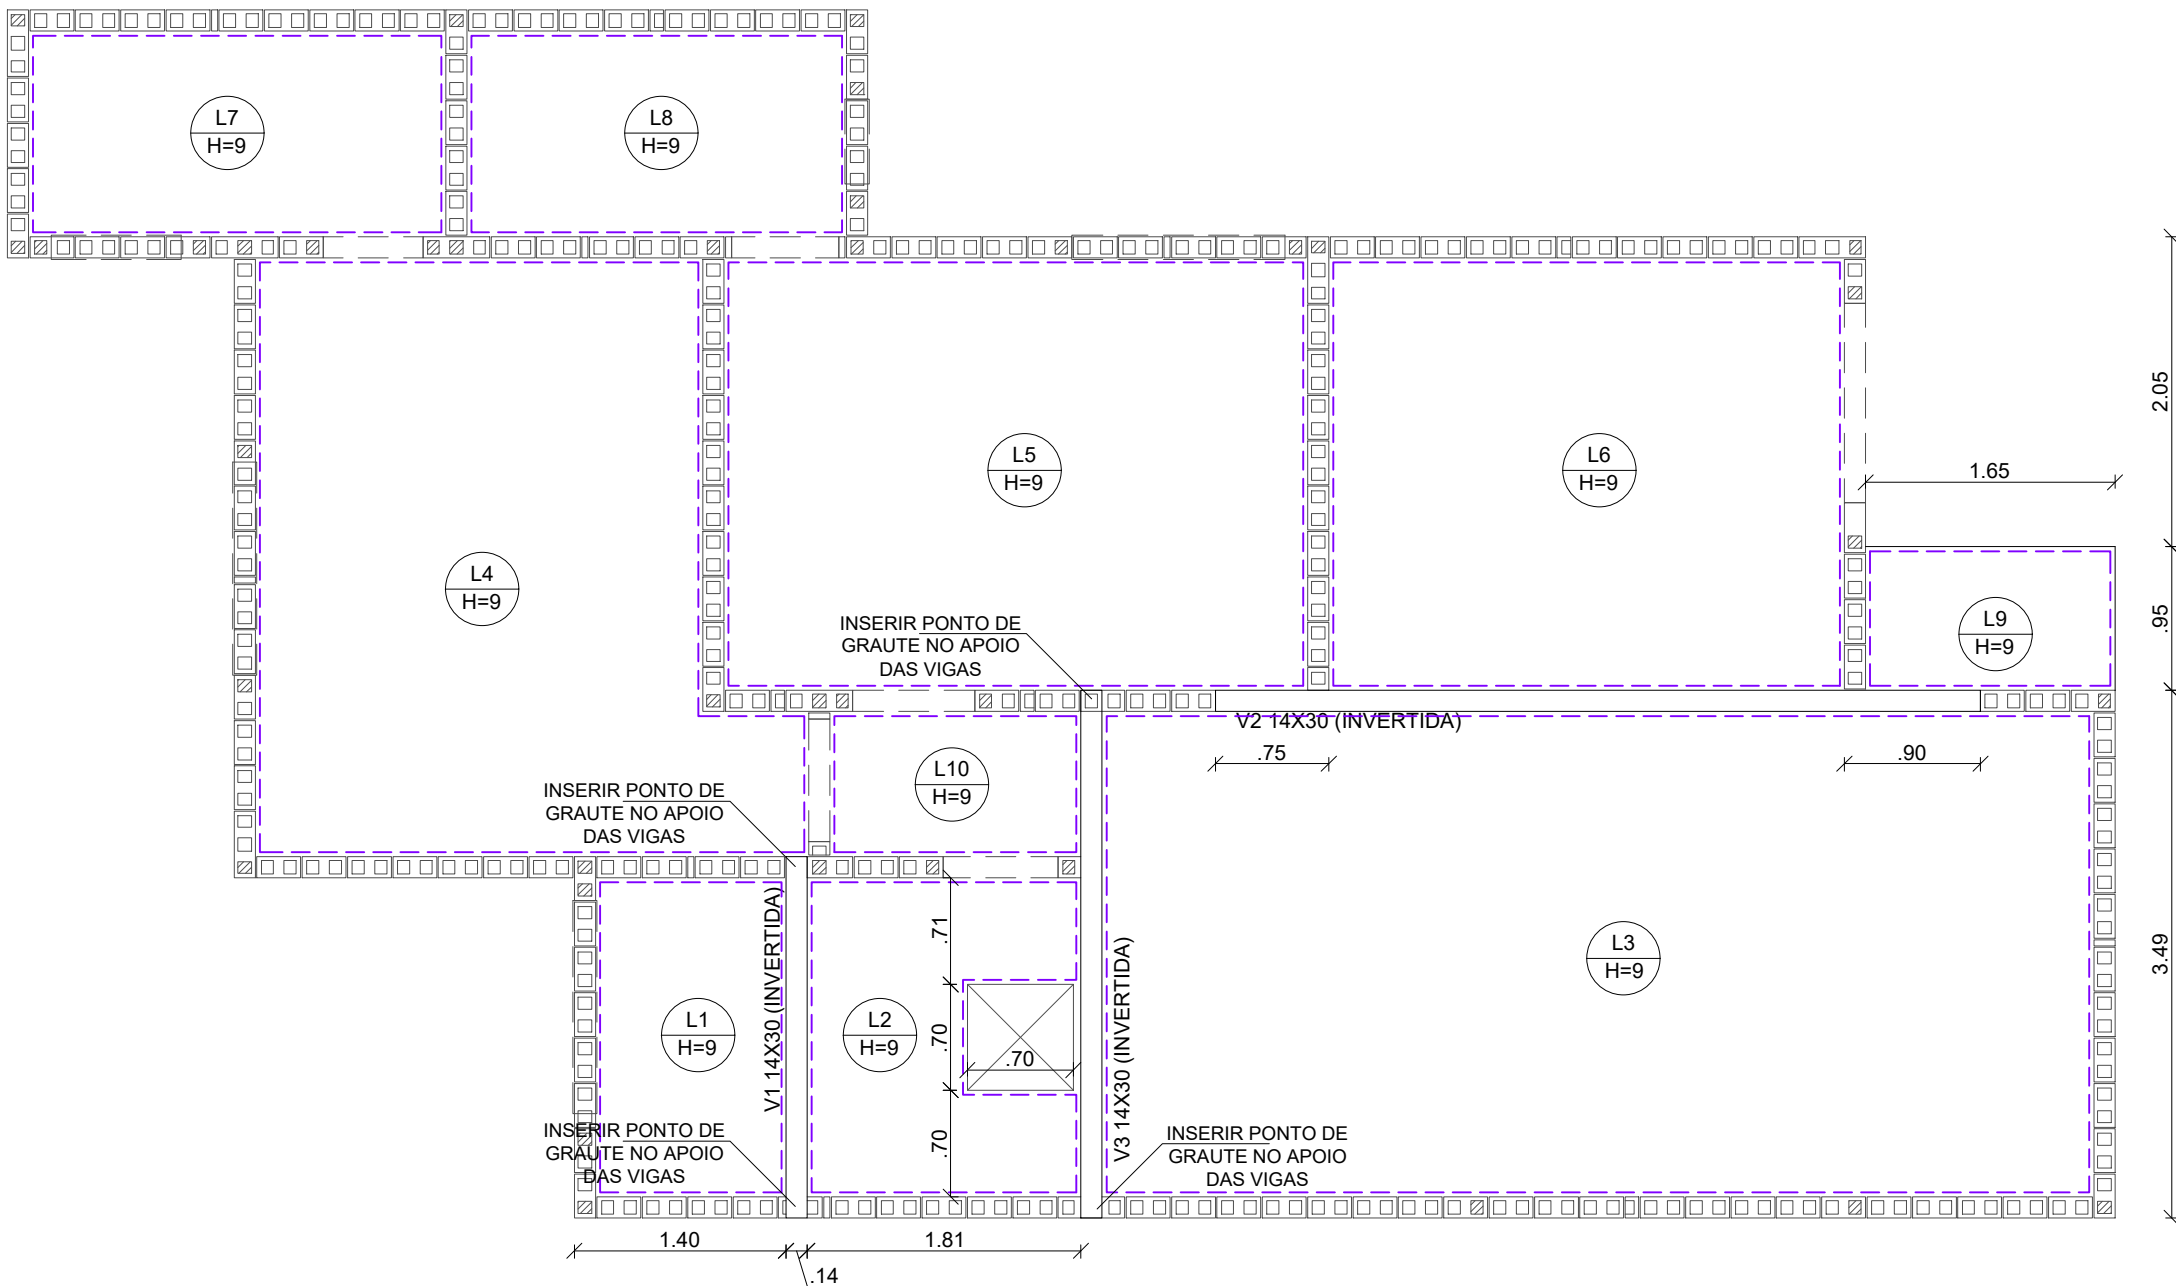 L7
H=9
L8
H=9
2.05
L5
H=9
L6
H=9
1.65
L4
H=9
.95
L9
H=9
INSERIR PONTO DE
GRAUTE NO APOIO
DAS VIGAS
V2 14X30 (INVERTIDA)
.75
.90
L10
H=9
INSERIR PONTO DE
GRAUTE NO APOIO
DAS VIGAS
V1 14X30 (INVERTIDA)
.71
L3
H=9
3.49
L1
H=9
L2
H=9
.70
.70
V3 14X30 (INVERTIDA)
INSERIR PONTO DE
GRAUTE NO APOIO
DAS VIGAS
.70
INSERIR PONTO DE
GRAUTE NO APOIO
DAS VIGAS
1.40
1.81
.14